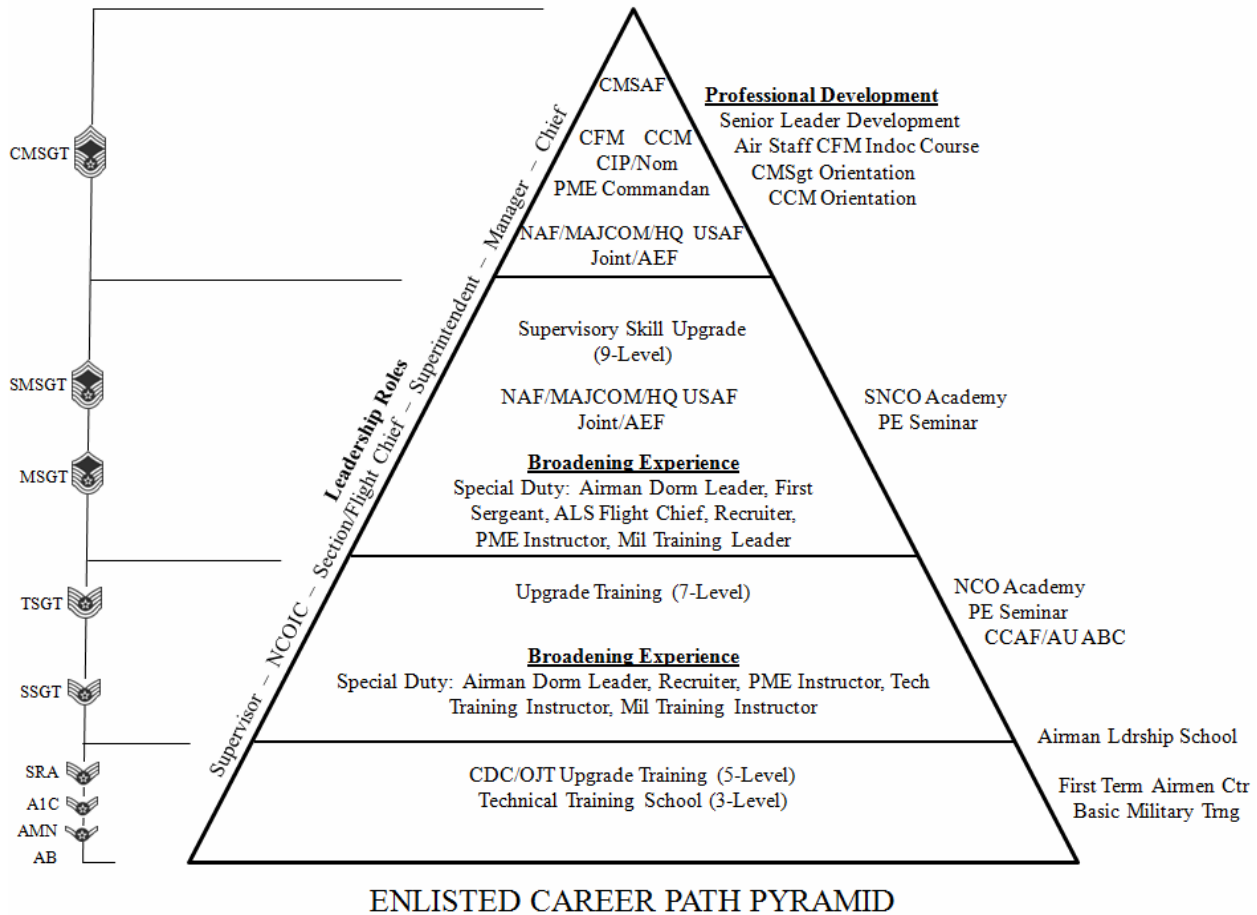 CMSAF
Professional Development
Senior Leader Development
Air Staff CFM Indoc Course
CMSgt Orientation
CCM Orientation
CFM CCM
CIP/Nom
PME Commandan
NAF/MAJCOM/HQ USAF
Joint/AEF
CMSGT
Supervisory Skill Upgrade
(9-Level)
NAF/MAJCOM/HQ USAF
Joint/AEF
SNCO Academy
PE Seminar
SMSGT
MSGT
Broadening Experience
Special Duty: Airman Dorm Leader, First
Sergeant, ALS Flight Chief, Recruiter,
PME Instructor, Mil Training Leader
Leadership Roles
Supervisor – NCOIC – Section/Flight Chief – Superintendent – Manager – Chief
TSGT
Upgrade Training (7-Level)
NCO Academy
PE Seminar
CCAF/AU ABC
SSGT
Broadening Experience
Special Duty: Airman Dorm Leader, Recruiter, PME Instructor, Tech
Training Instructor, Mil Training Instructor
Airman Ldrship School
SRA
A1C
AMN
AB
CDC/OJT Upgrade Training (5-Level)
Technical Training School (3-Level)
First Term Airmen Ctr
Basic Military Trng
ENLISTED CAREER PATH PYRAMID